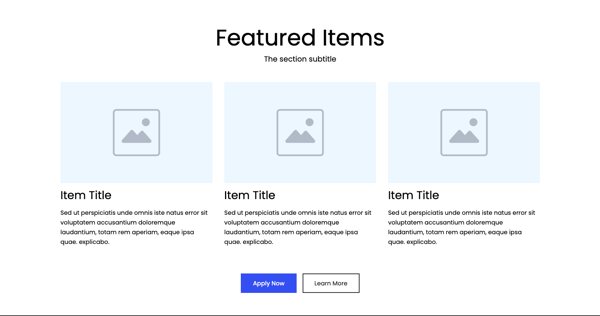 Featured Items
The section subtitle
Item Title
Sed ut perspiciatis unde omnis iste natus error sit
voluptatem accusantium doloremque
laudantium, totam rem aperiam, eaque ipsa
quae. explicabo.
Item Title
Sed ut perspiciatis unde omnis iste natus error sit
voluptatem accusantium doloremque
laudantium, totam rem aperiam, eaque ipsa
quae. explicabo.
Item Title
Sed ut perspiciatis unde omnis iste natus error sit
voluptatem accusantium doloremque
laudantium, totam rem aperiam, eaque ipsa
quae. explicabo.
Apply Now
Learn More